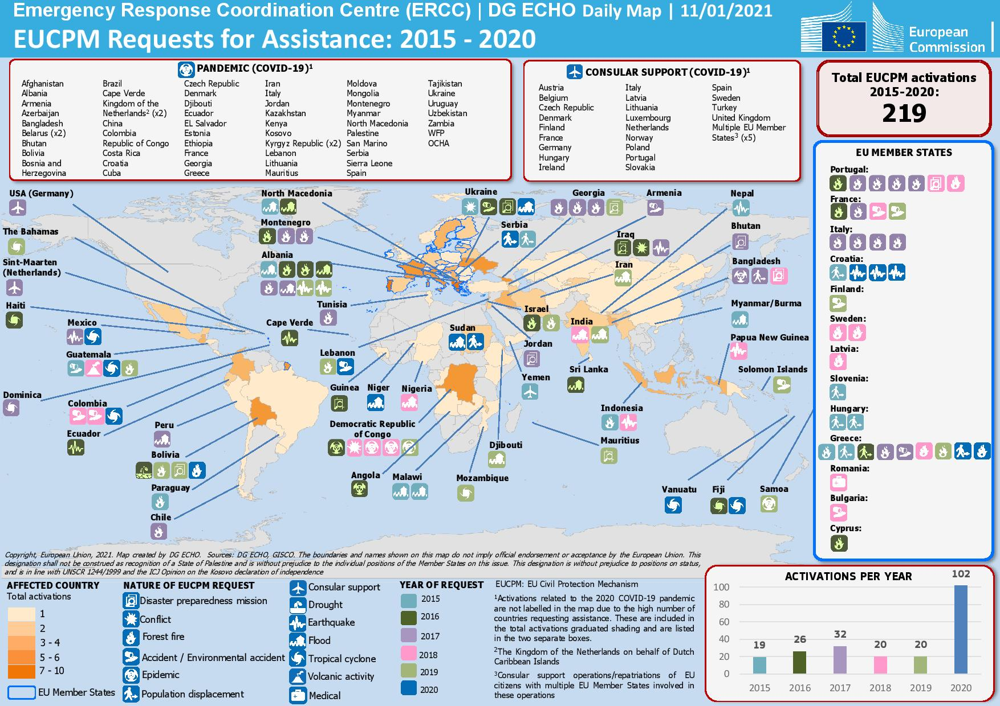 Emergency Response Coordination Centre (ERCC) | DG ECHO Daily Map | 11/01/2021
EUCPM Requests for Assistance: 2015 - 2020
European
Commission
PANDEMIC (COVID-19)¹
Afghanistan
Albania
Armenia
Azerbaijan
Bangladesh
Belarus (x2)
Bhutan
Bolivia
Bosnia and
Herzegovina
Brazil
Cape Verde
Kingdom of the
Netherlands² (x2)
China
Colombia
Republic of Congo
Costa Rica
Croatia
Cuba
Czech Republic
Denmark
Djibouti
Ecuador
EL Salvador
Estonia
Ethiopia
France
Georgia
Greece
Iran
Italy
Jordan
Kazakhstan
Kenya
Kosovo
Kyrgyz Republic (x2)
Lebanon
Lithuania
Mauritius
Moldova
Mongolia
Montenegro
Myanmar
North Macedonia
Palestine
San Marino
Serbia
Sierra Leone
Spain
Tajikistan
Ukraine
Uruguay
Uzbekistan
Zambia
WFP
OCHA
CONSULAR SUPPORT (COVID-19)¹
Austria
Belgium
Czech Republic
Denmark
Finland
France
Germany
Hungary
Ireland
Italy
Latvia
Lithuania
Luxembourg
Netherlands
Norway
Poland
Portugal
Slovakia
Spain
Sweden
Turkey
United Kingdom
Multiple EU Member
States³ (x5)
Total EUCPM activations
2015-2020:
219
EU MEMBER STATES
Portugal:
France:
Italy:
Croatia:
Finland:
Sweden:
Latvia:
Slovenia:
Hungary:
Greece:
Romania:
Bulgaria:
Cyprus:
USA (Germany)
The Bahamas
Sint-Maarten
(Netherlands)
Haiti
Mexico
Guatemala
Dominica
Colombia
Ecuador
Peru
Bolivia
Paraguay
Chile
North Macedonia
Montenegro
Albania
Tunisia
Cape Verde
Lebanon
Guinea
Niger
Nigeria
Democratic Republic
of Congo
Angola
Malawi
Mozambique
Djibouti
Sudan
Ukraine
Serbia
Georgia
Armenia
Iraq
Iran
Israel
Jordan
Yemen
India
Sri Lanka
Indonesia
Mauritius
Nepal
Bhutan
Bangladesh
Myanmar/Burma
Papua New Guinea
Solomon Islands
Vanuatu
Fiji
Samoa
Copyright, European Union, 2021. Map created by DG ECHO. Sources: DG ECHO, GISCO. The boundaries and names shown on this map do not imply official endorsement or acceptance by the European Union. This
designation shall not be construed as recognition of a State of Palestine and is without prejudice to the individual positions of the Member States on this issue. This designation is without prejudice to positions on status,
and is in line with UNSCR 1244/1999 and the ICJ Opinion on the Kosovo declaration of independence
AFFECTED COUNTRY
Total activations
1
2
3 - 4
5 - 6
7 - 10
EU Member States
NATURE OF EUCPM REQUEST
Disaster preparedness mission
Conflict
Forest fire
Accident / Environmental accident
Epidemic
Population displacement
Consular support
Drought
Earthquake
Flood
Tropical cyclone
Volcanic activity
Medical
YEAR OF REQUEST
2015
2016
2017
2018
2019
2020
EUCPM: EU Civil Protection Mechanism
¹Activations related to the 2020 COVID-19 pandemic
are not labelled in the map due to the high number of
countries requesting assistance. These are included in
the total activations graduated shading and are listed
in the two separate boxes.
²The Kingdom of the Netherlands on behalf of Dutch
Caribbean Islands
³Consular support operations/repatriations of EU
citizens with multiple EU Member States involved in
these operations
ACTIVATIONS PER YEAR
100
80
60
40
20
0
19
26
32
20
20
102
2015
2016
2017
2018
2019
2020